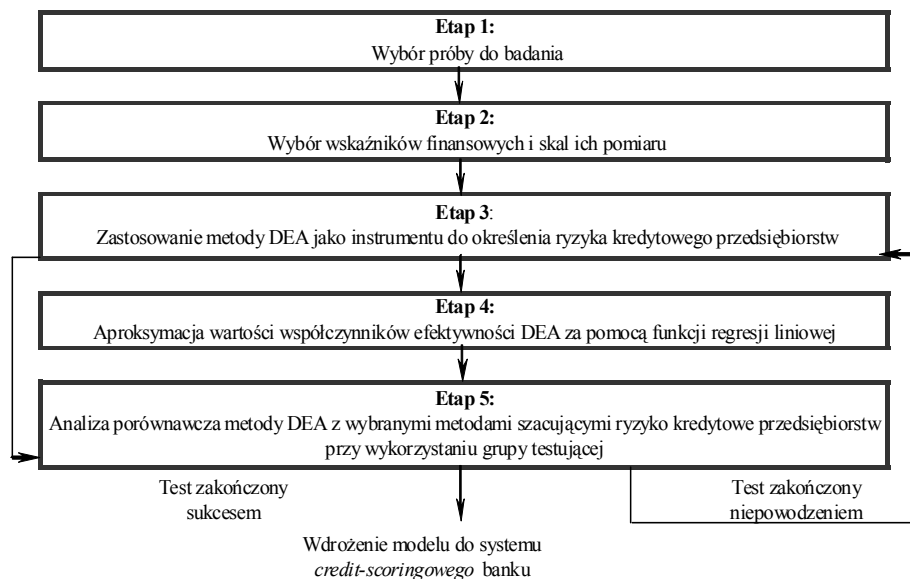 Etap 1:
Wybór próby do badania
Etap 2:
Wybór wskaźników finansowych i skal ich pomiaru
Etap 3:
Zastosowanie metody DEA jako instrumentu do określenia ryzyka kredytowego przedsiębiorstw
Etap 4:
Aproksymacja wartości współczynników efektywności DEA za pomocą funkcji regresji liniowej
Etap 5:
Analiza porównawcza metody DEA z wybranymi metodami szacującymi ryzyko kredytowe przedsiębiorstw
przy wykorzystaniu grupy testującej
Test zakończony
sukcesem
Test zakończony
niepowodzeniem
Wdrożenie modelu do systemu
credit-scoringowego banku